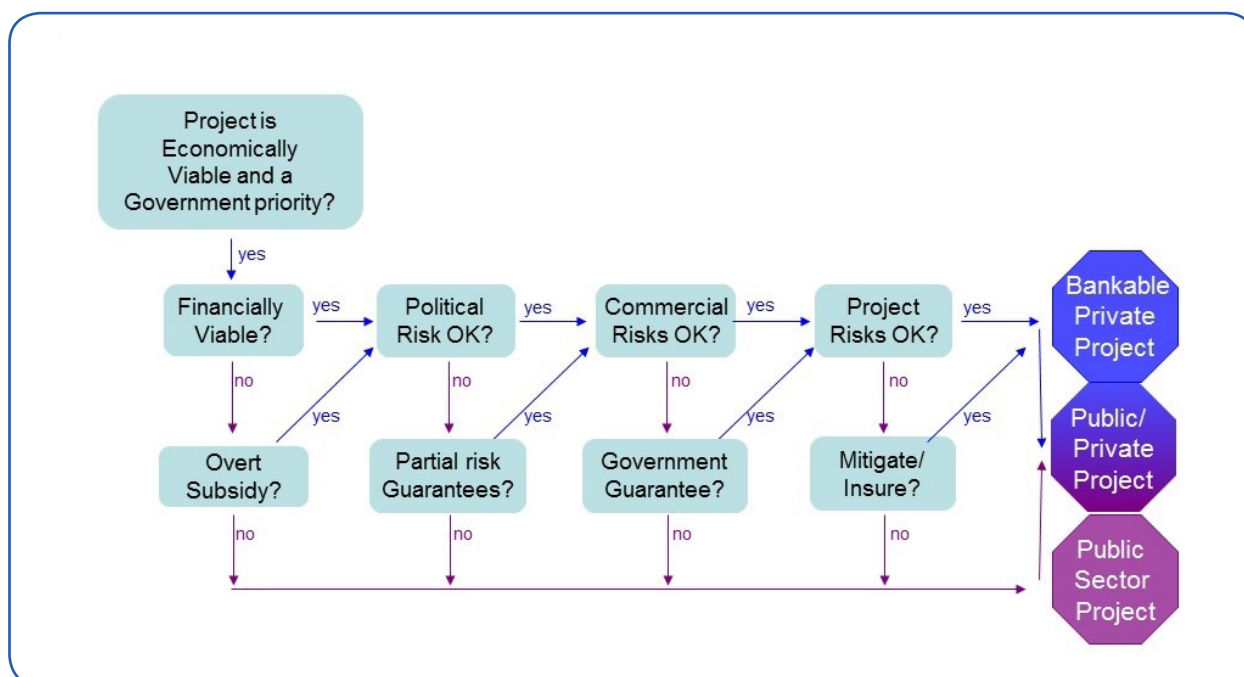 Project is
Economically
Viable and a
Government priority?
yes
Financially
Viable?
yes
Political
Risk OK?
yes
Commercial
Risks OK?
yes
Project
Risks OK?
yes
Bankable
Private
Project
no
yes
no
yes
no
yes
no
yes
Overt
Subsidy?
Partial risk
Guarantees?
Government
Guarantee?
Mitigate/
Insure?
Public/
Private
Project
no
no
no
no
Public
Sector
Project